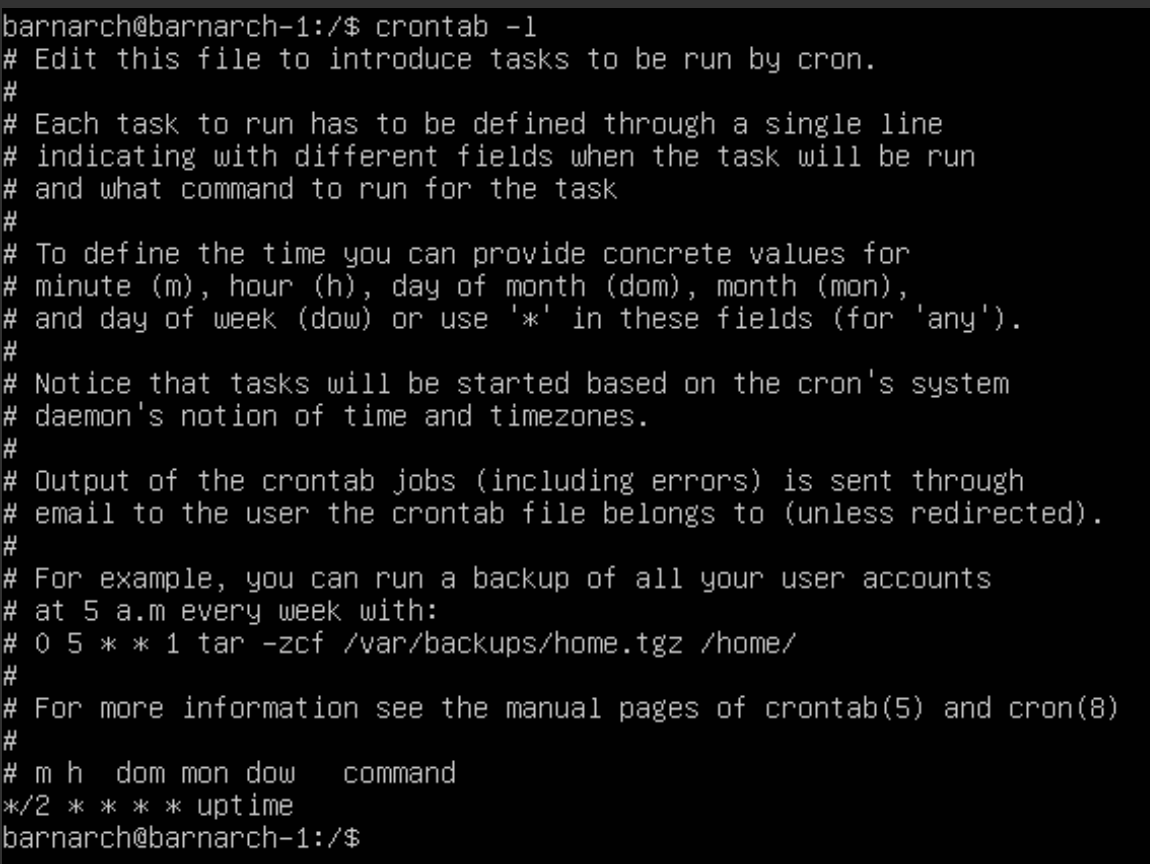 barnarch@barnarch-1:/$ crontab -l
# Edit this file to introduce tasks to be run by cron.
#
# Each task to run has to be defined through a single line
# indicating with different fields when the task will be run
# and what command to run for the task
#
# To define the time you can provide concrete values for
# minute (m), hour (h), day of month (dom), month (mon),
# and day of week (dow) or use '*' in these fields (for 'any').
#
# Notice that tasks will be started based on the cron's system
# daemon's notion of time and timezones.
#
# Output of the crontab jobs (including errors) is sent through
# email to the user the crontab file belongs to (unless redirected).
#
# For example, you can run a backup of all your user accounts
# at 5 a.m every week with:
# 0 5 * * 1 tar -zcf /var/backups/home.tgz /home/
#
# For more information see the manual pages of crontab(5) and cron(8)
#
# m h  dom mon dow   command
*/2 * * * * uptime
barnarch@barnarch-1:/$